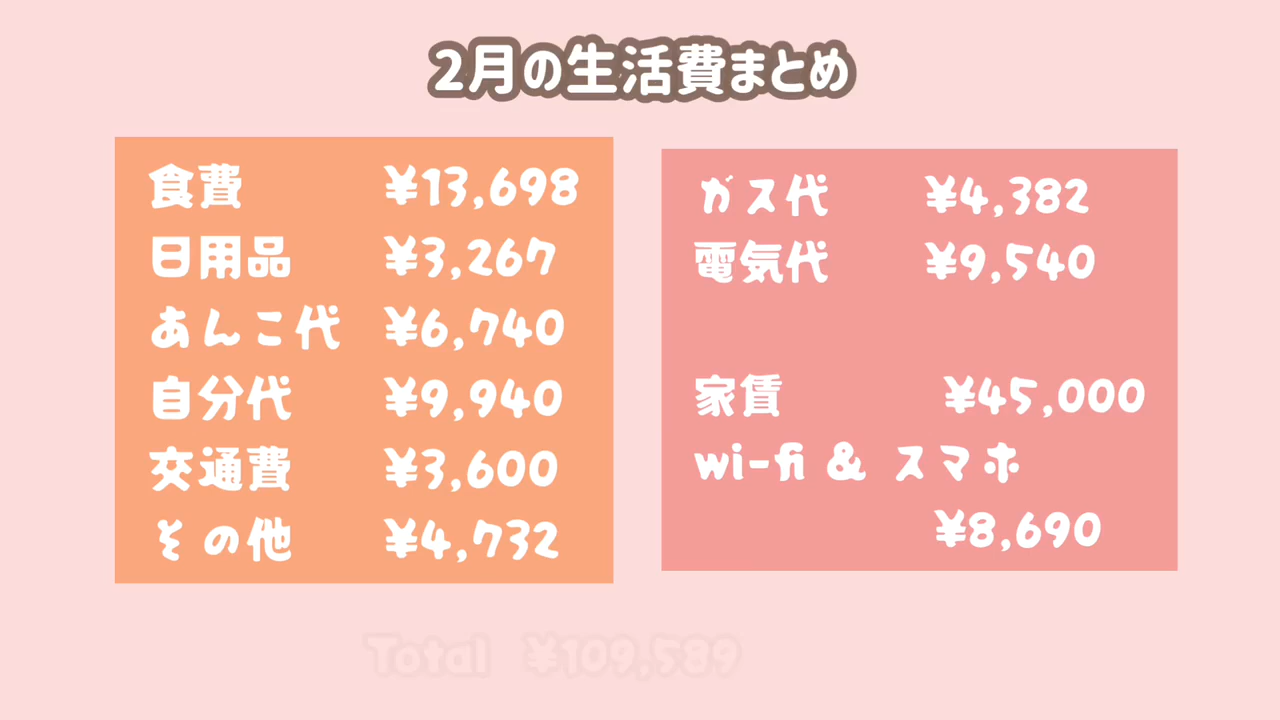 2月の生活費まとめ
食費 ¥13,698
日用品 ¥3,267
あんこ代 ¥6,740
自分代 ¥9,940
交通費 ¥3,600
その他 ¥4,732
ガス代 ¥4,382
電気代 ¥9,540
家賃 ¥45,000
wi-fi & スマホ
¥8,690
Total ¥109,589